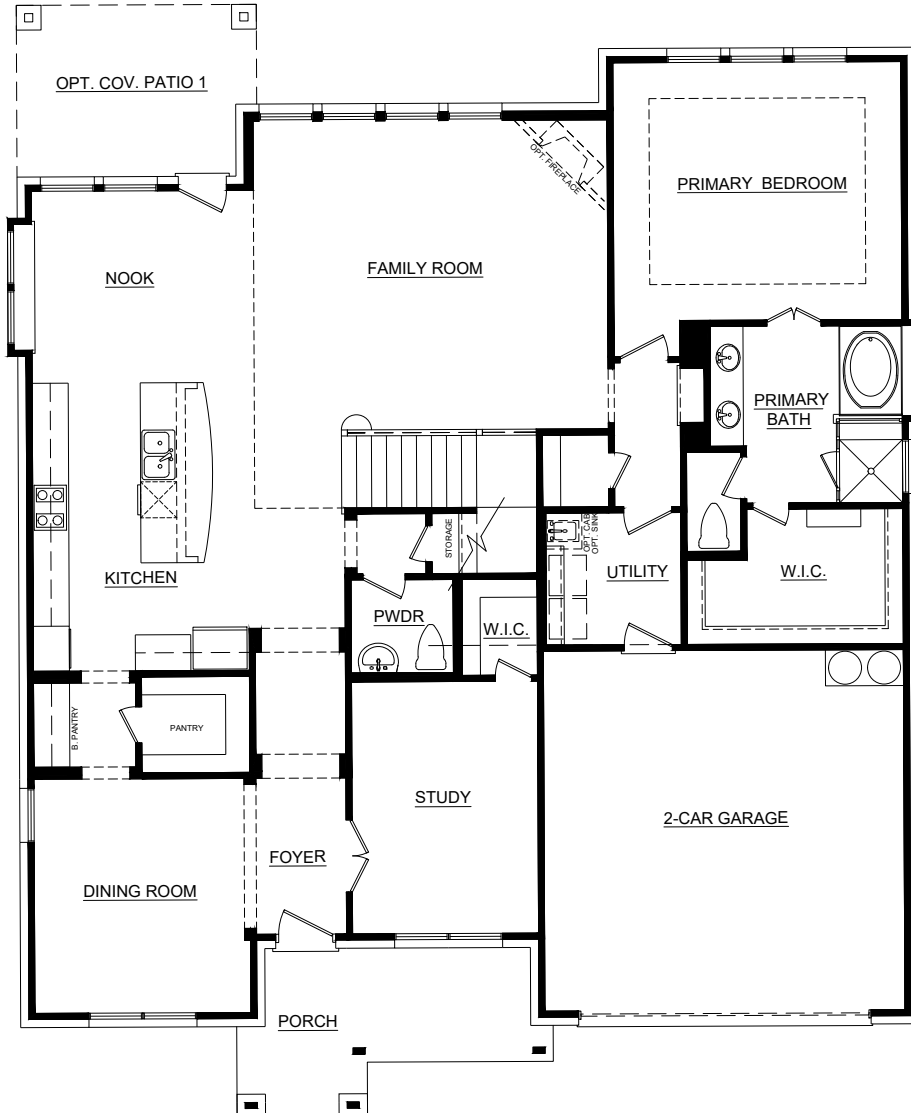 OPT. COV. PATIO 1
OPT. FIREPLACE
PRIMARY BEDROOM
FAMILY ROOM
NOOK
PRIMARY
BATH
STORAGE
OPT. CAB
OPT. SINK
KITCHEN
UTILITY
W.I.C.
PWDR
W.I.C.
B. PANTRY
PANTRY
STUDY
2-CAR GARAGE
FOYER
DINING ROOM
PORCH